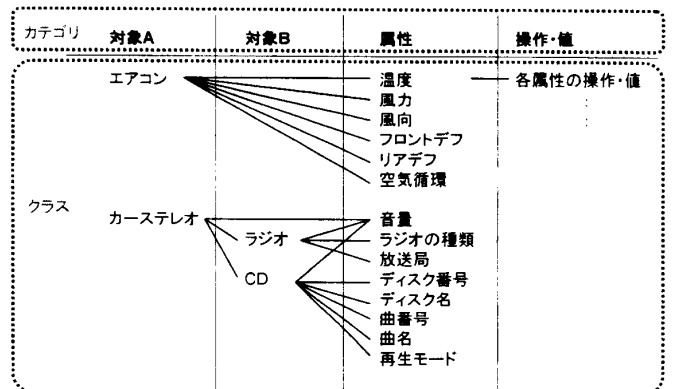 カテゴリ 対象A 対象B 属性 操作・値
エアコン 温度 各属性の操作・値
風力
風向
フロントデフ
リアデフ
空気循環
クラス
カーステレオ 音量
ラジオ ラジオの種類
放送局
CD ディスク番号
ディスク名
曲番号
曲名
再生モード